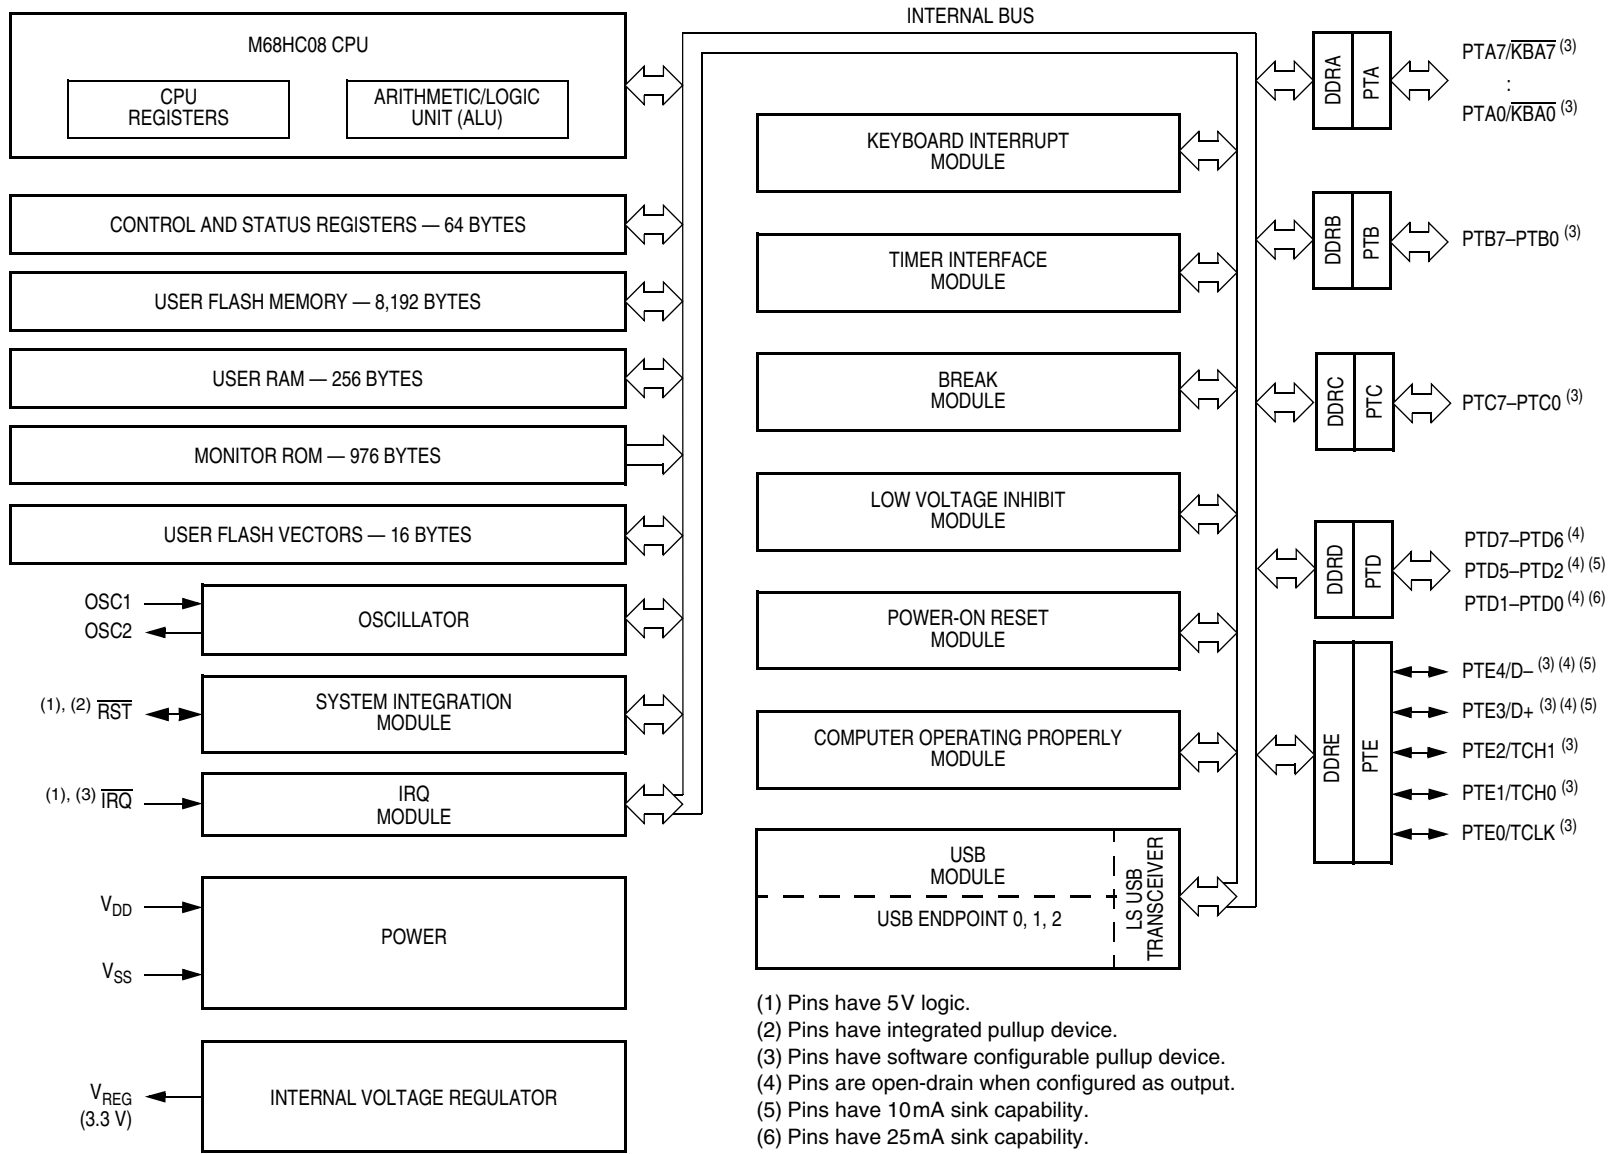 INTERNAL BUS
M68HC08 CPU
CPU
REGISTERS
ARITHMETIC/LOGIC
UNIT (ALU)
CONTROL AND STATUS REGISTERS — 64 BYTES
USER FLASH MEMORY — 8,192 BYTES
USER RAM — 256 BYTES
MONITOR ROM — 976 BYTES
USER FLASH VECTORS — 16 BYTES
OSC1
OSC2
OSCILLATOR
(1), (2) R̅S̅T̅
SYSTEM INTEGRATION
MODULE
(1), (3) I̅R̅Q̅
IRQ
MODULE
VDD
VSS
POWER
VREG
(3.3 V)
INTERNAL VOLTAGE REGULATOR
KEYBOARD INTERRUPT
MODULE
TIMER INTERFACE
MODULE
BREAK
MODULE
LOW VOLTAGE INHIBIT
MODULE
POWER-ON RESET
MODULE
COMPUTER OPERATING PROPERLY
MODULE
USB
MODULE
USB ENDPOINT 0, 1, 2
LS USB
TRANSCEIVER
DDRA
PTA
PTA7/K̅B̅A̅7̅ (3)
:
PTA0/K̅B̅A̅0̅ (3)
DDRB
PTB
PTB7–PTB0 (3)
DDRC
PTC
PTC7–PTC0 (3)
DDRD
PTD
PTD7–PTD6 (4)
PTD5–PTD2 (4) (5)
PTD1–PTD0 (4) (6)
DDRE
PTE
PTE4/D– (3) (4) (5)
PTE3/D+ (3) (4) (5)
PTE2/TCH1 (3)
PTE1/TCH0 (3)
PTE0/TCLK (3)
(1) Pins have 5V logic.
(2) Pins have integrated pullup device.
(3) Pins have software configurable pullup device.
(4) Pins are open-drain when configured as output.
(5) Pins have 10mA sink capability.
(6) Pins have 25mA sink capability.